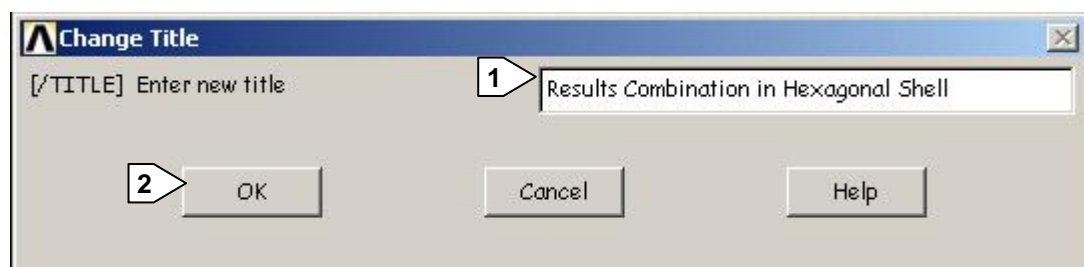 Change Title
[/TITLE] Enter new title
1
Results Combination in Hexagonal Shell
2
OK
Cancel
Help